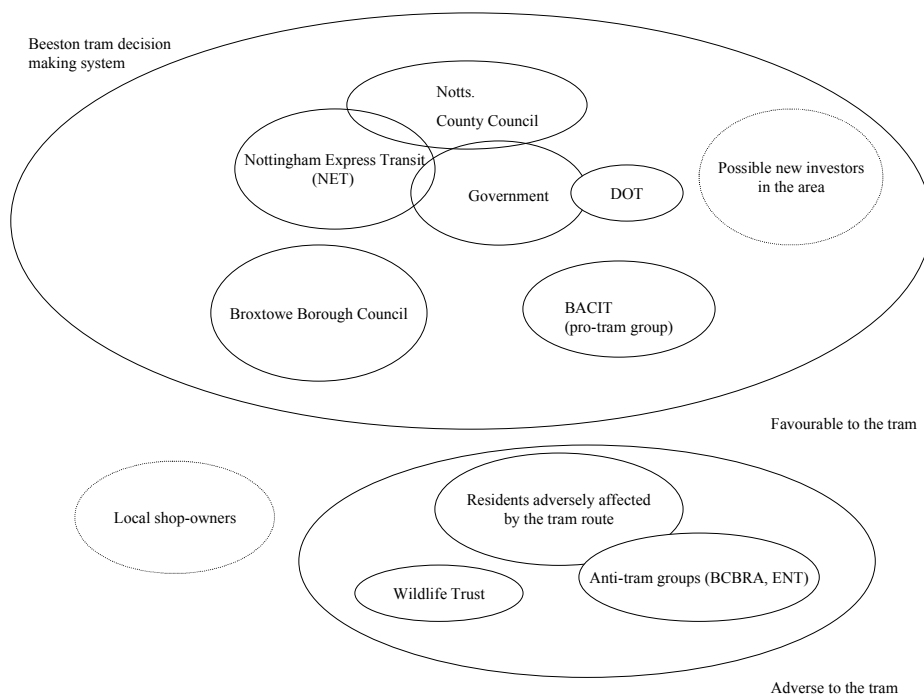 Beeston tram decision
making system
Notts.
County Council
Nottingham Express Transit
(NET)
Government
DOT
Possible new investors
in the area
Broxtowe Borough Council
BACIT
(pro-tram group)
Favourable to the tram
Local shop-owners
Residents adversely affected
by the tram route
Anti-tram groups (BCBRA, ENT)
Wildlife Trust
Adverse to the tram